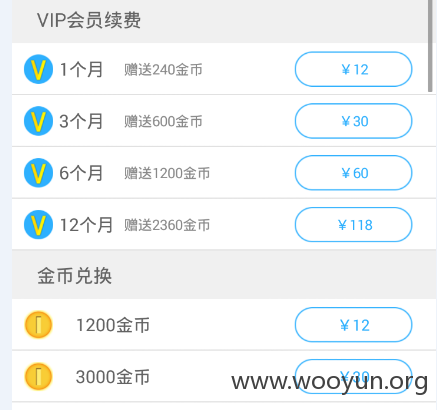 VIP会员续费
1个月 赠送240金币 ￥12
3个月 赠送600金币 ￥30
6个月 赠送1200金币 ￥60
12个月 赠送2360金币 ￥118
金币兑换
1200金币 ￥12
3000金币 ￥30
www.wooyun.org